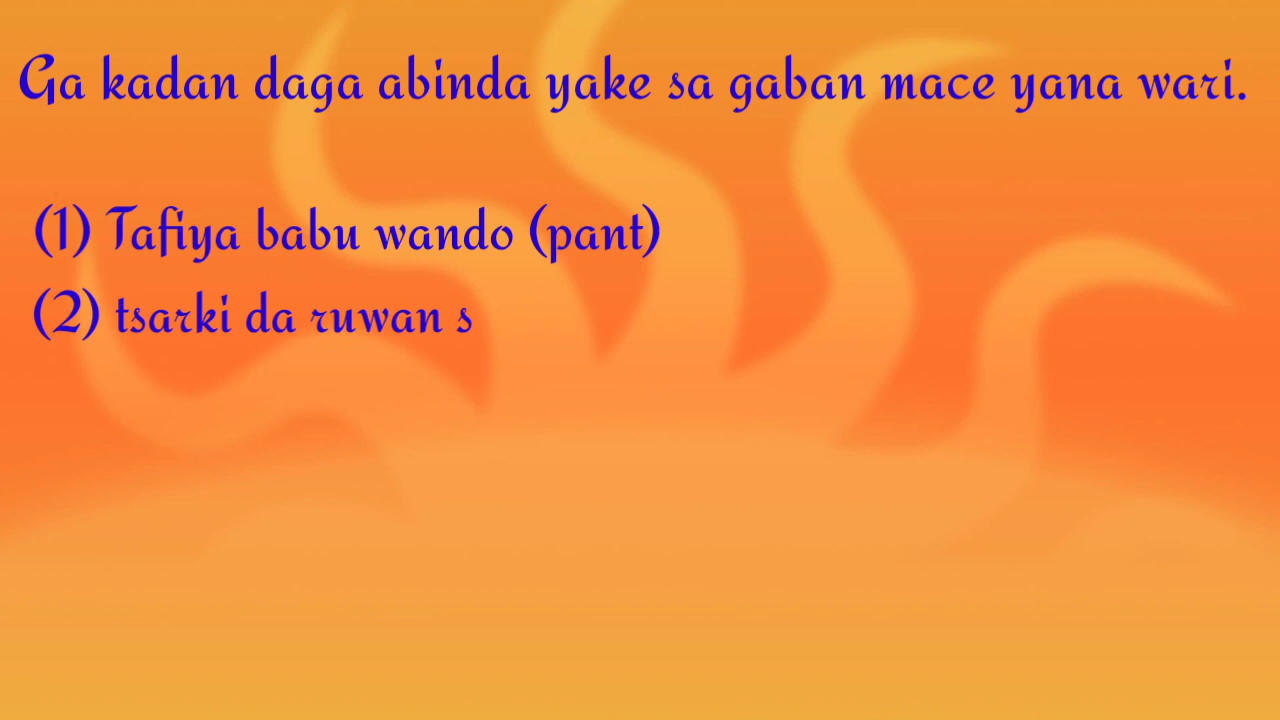 Ga kadan daga abinda yake sa gaban mace yana wari.
(1) Tafiya babu wando (pant)
(2) tsarki da ruwan s